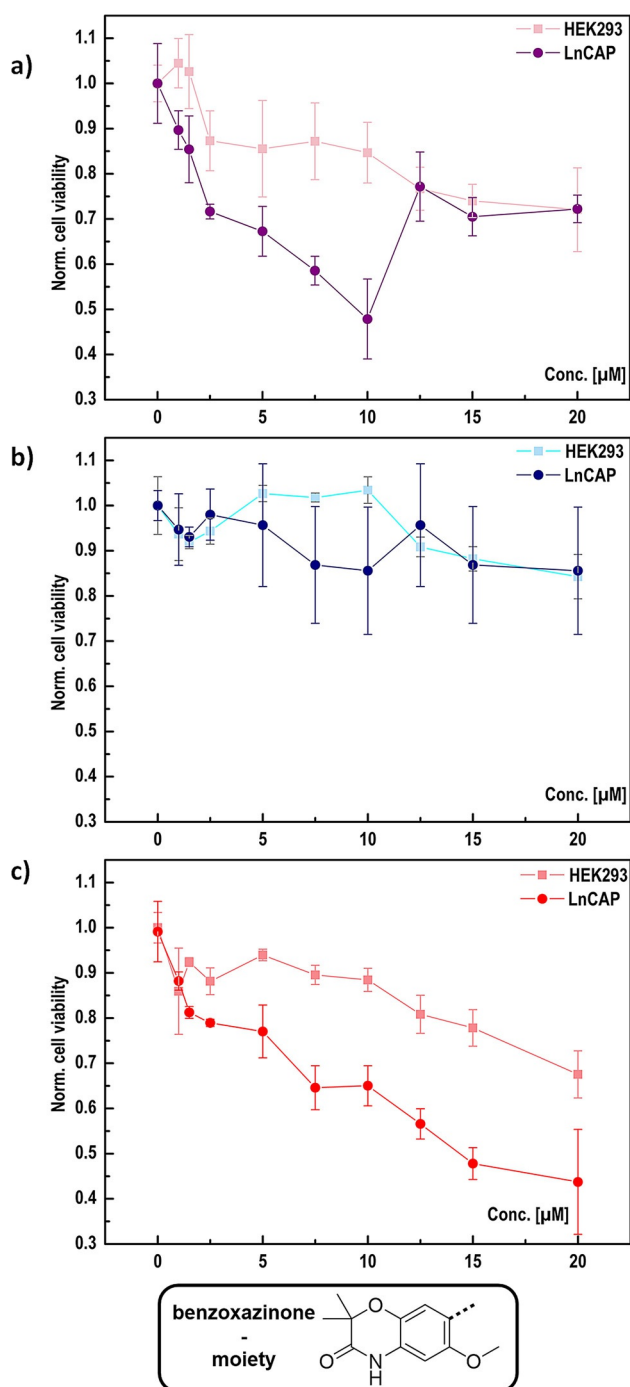 a)
HEK293
LnCAP
Norm. cell viability
1.1
1.0
0.9
0.8
0.7
0.6
0.5
0.4
0.3
Conc. [µM]
0 5 10 15 20
b)
HEK293
LnCAP
Norm. cell viability
1.1
1.0
0.9
0.8
0.7
0.6
0.5
0.4
0.3
Conc. [µM]
0 5 10 15 20
c)
HEK293
LnCAP
Norm. cell viability
1.1
1.0
0.9
0.8
0.7
0.6
0.5
0.4
0.3
Conc. [µM]
0 5 10 15 20
benzoxazinone
-
moiety
O
O
N
H
O